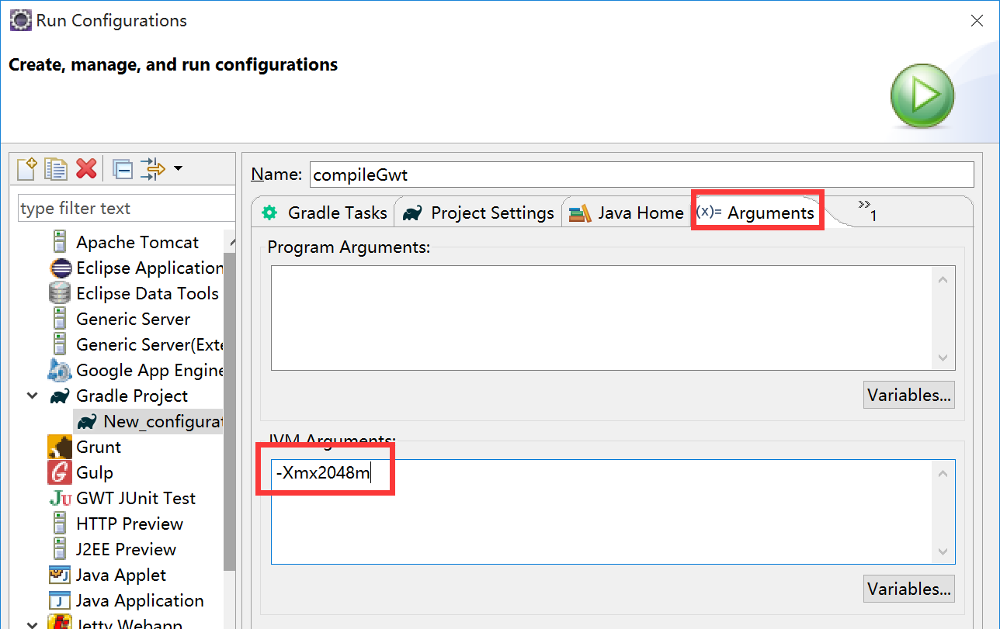 Run Configurations
Create, manage, and run configurations
type filter text
Apache Tomcat
Eclipse Application
Eclipse Data Tools
Generic Server
Generic Server(Exte
Google App Engine
Gradle Project
New_configurat
Grunt
Gulp
GWT JUnit Test
HTTP Preview
J2EE Preview
Java Applet
Java Application
Jetty Webapp
Name: compileGwt
Gradle Tasks Project Settings Java Home (x)= Arguments »1
Program Arguments:
Variables...
JVM Arguments:
-Xmx2048m
Variables...